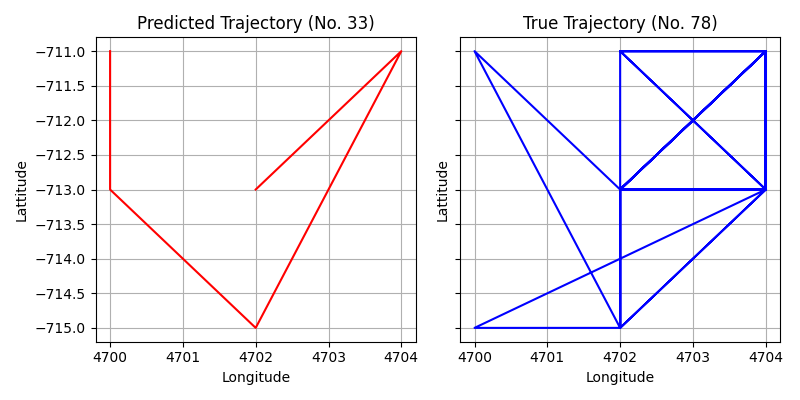 Predicted Trajectory (No. 33)
−711.0
−711.5
−712.0
−712.5
−713.0
−713.5
−714.0
−714.5
−715.0
Lattitude
4700 4701 4702 4703 4704
Longitude
True Trajectory (No. 78)
Lattitude
4700 4701 4702 4703 4704
Longitude